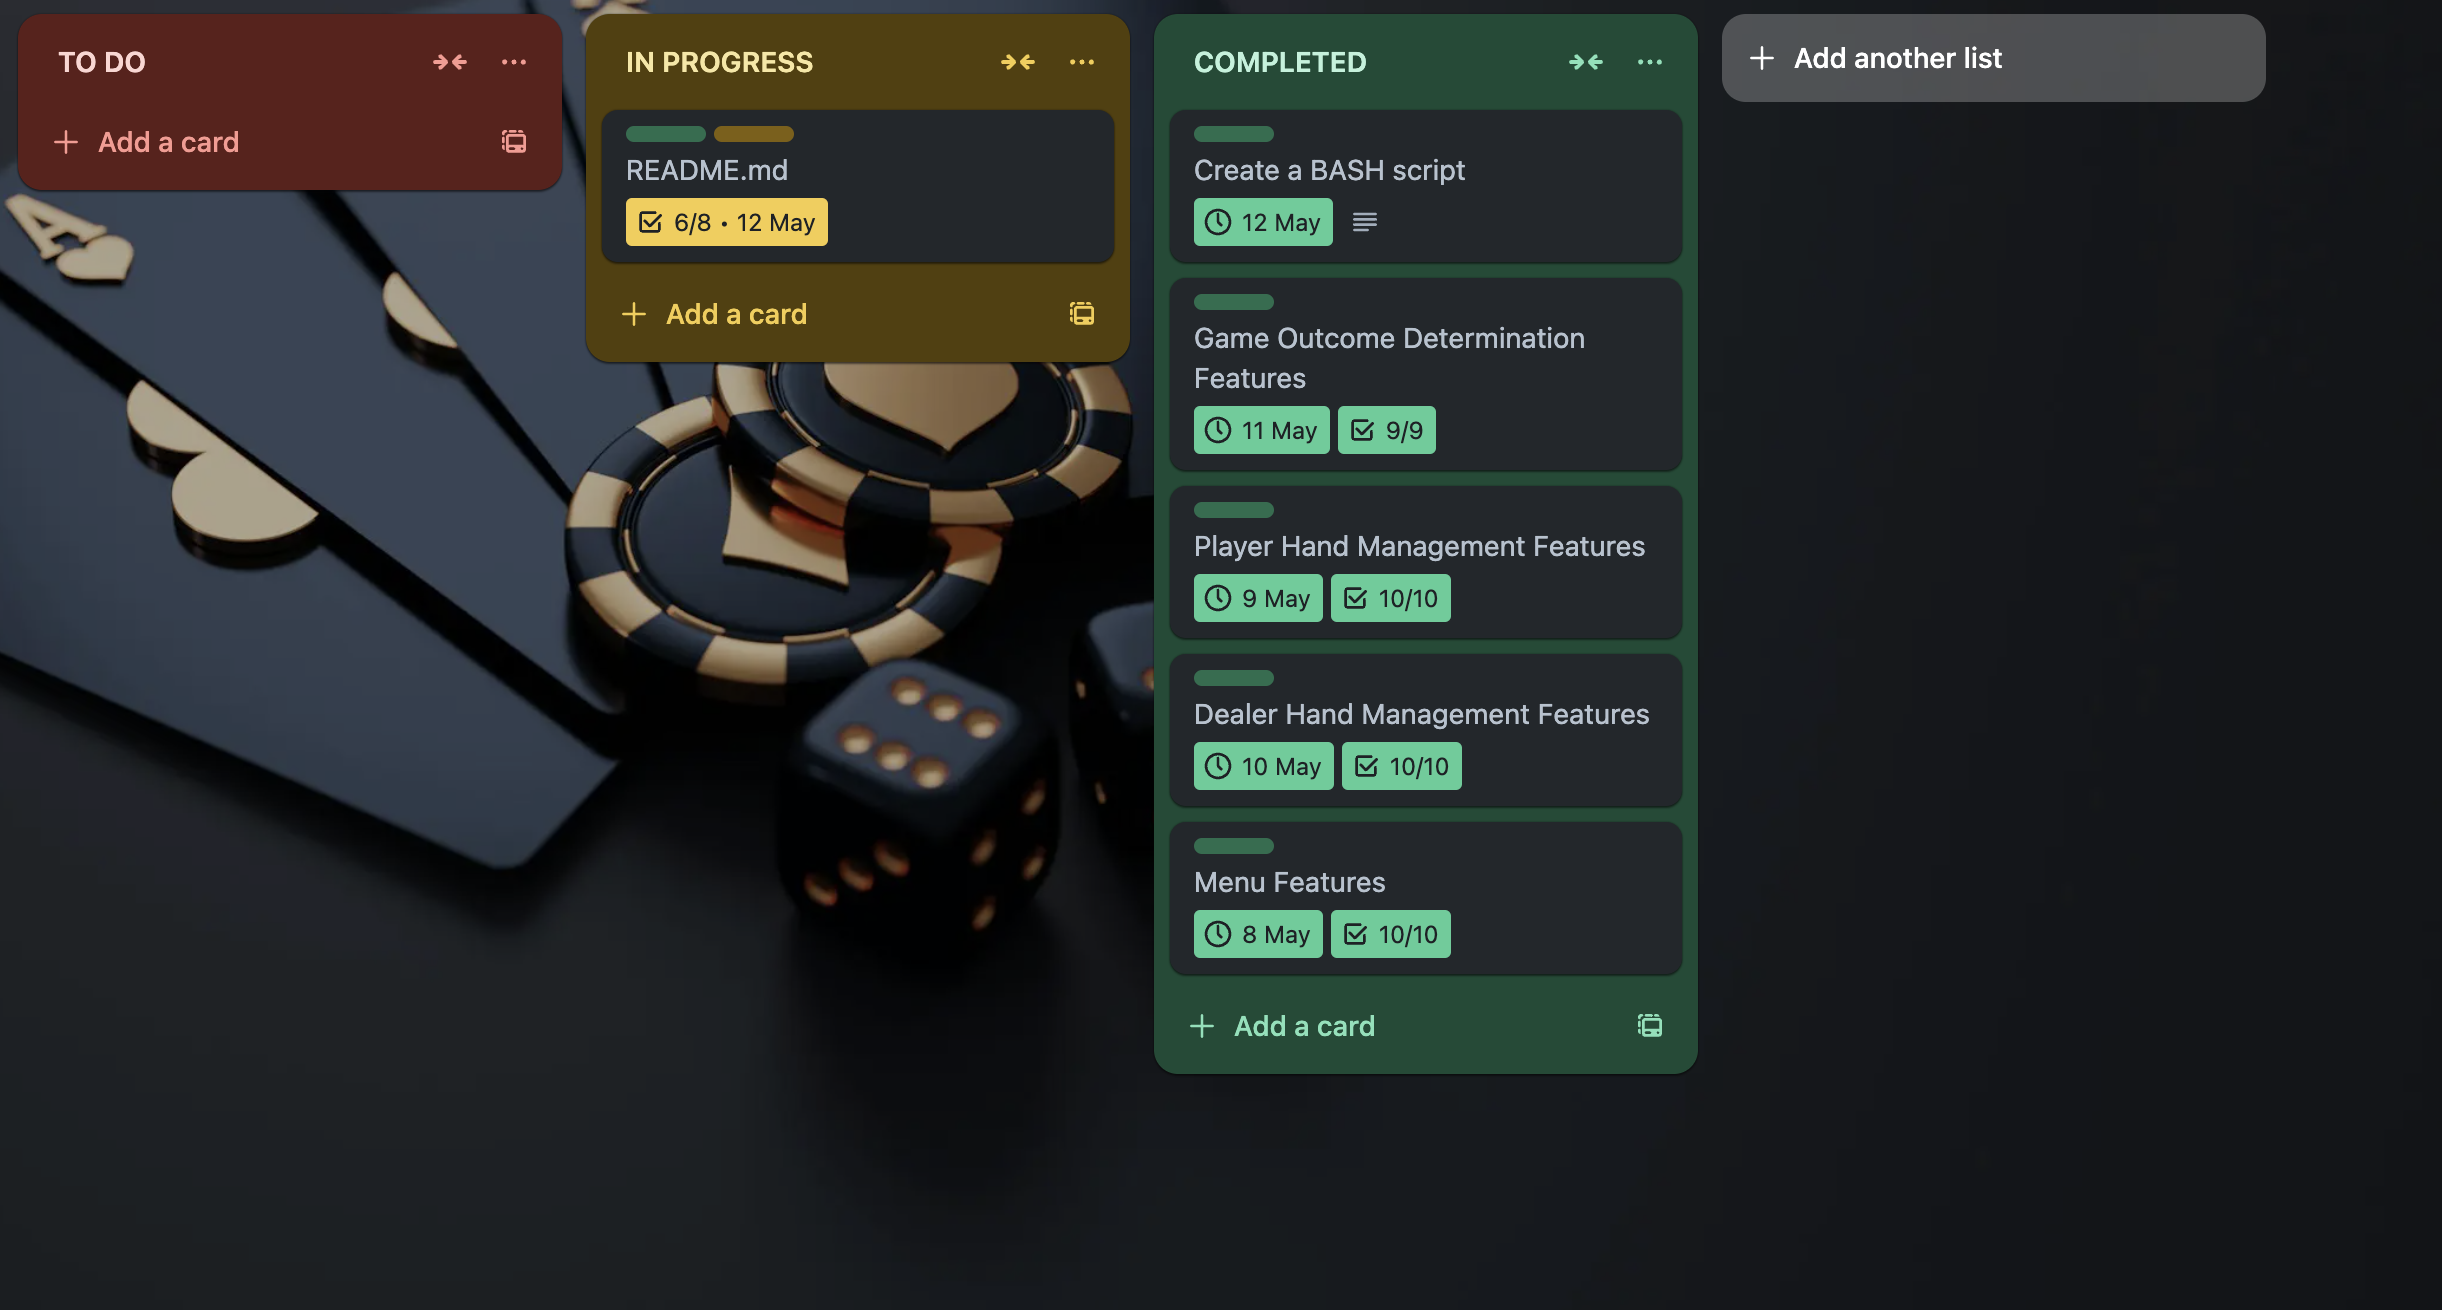 TO DO
Add a card
IN PROGRESS
README.md
6/8 • 12 May
Add a card
COMPLETED
Create a BASH script
12 May
Game Outcome Determination
Features
11 May 9/9
Player Hand Management Features
9 May 10/10
Dealer Hand Management Features
10 May 10/10
Menu Features
8 May 10/10
Add a card
Add another list
A